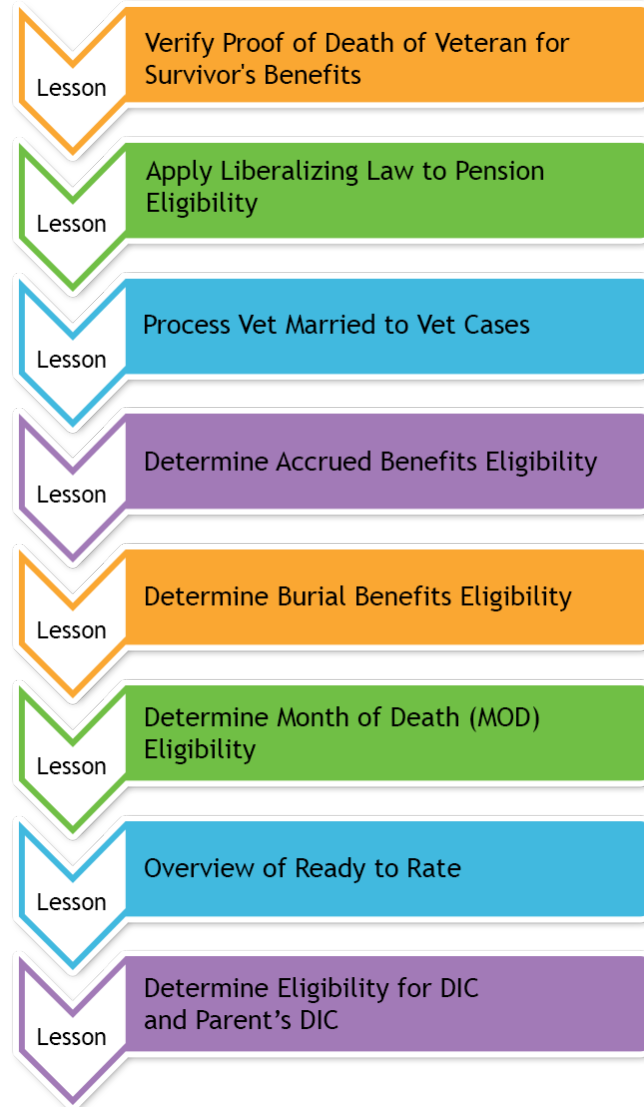 Lesson
Verify Proof of Death of Veteran for
Survivor's Benefits
Lesson
Apply Liberalizing Law to Pension
Eligibility
Lesson
Process Vet Married to Vet Cases
Lesson
Determine Accrued Benefits Eligibility
Lesson
Determine Burial Benefits Eligibility
Lesson
Determine Month of Death (MOD)
Eligibility
Lesson
Overview of Ready to Rate
Lesson
Determine Eligibility for DIC
and Parent’s DIC